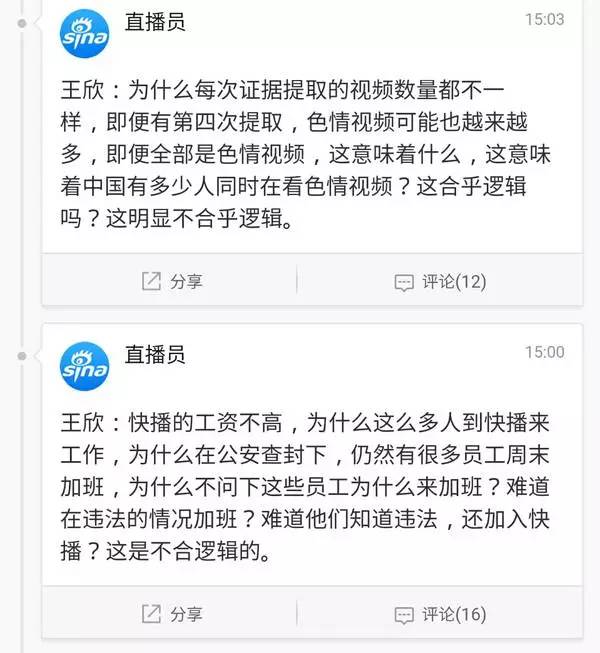 sina
直播员
15:03
王欣：为什么每次证据提取的视频数量都不一
样，即便有第四次提取，色情视频可能也越来越
多，即便全部是色情视频，这意味着什么，这意味
着中国有多少人同时在看色情视频？这合乎逻辑
吗？这明显不合乎逻辑。
分享
评论(12)
sina
直播员
15:00
王欣：快播的工资不高，为什么这么多人到快播来
工作，为什么在公安查封下，仍然有很多员工周末
加班，为什么不问下这些员工为什么来加班？难道
在违法的情况加班？难道他们知道违法，还加入快
播？这是不合逻辑的。
分享
评论(16)